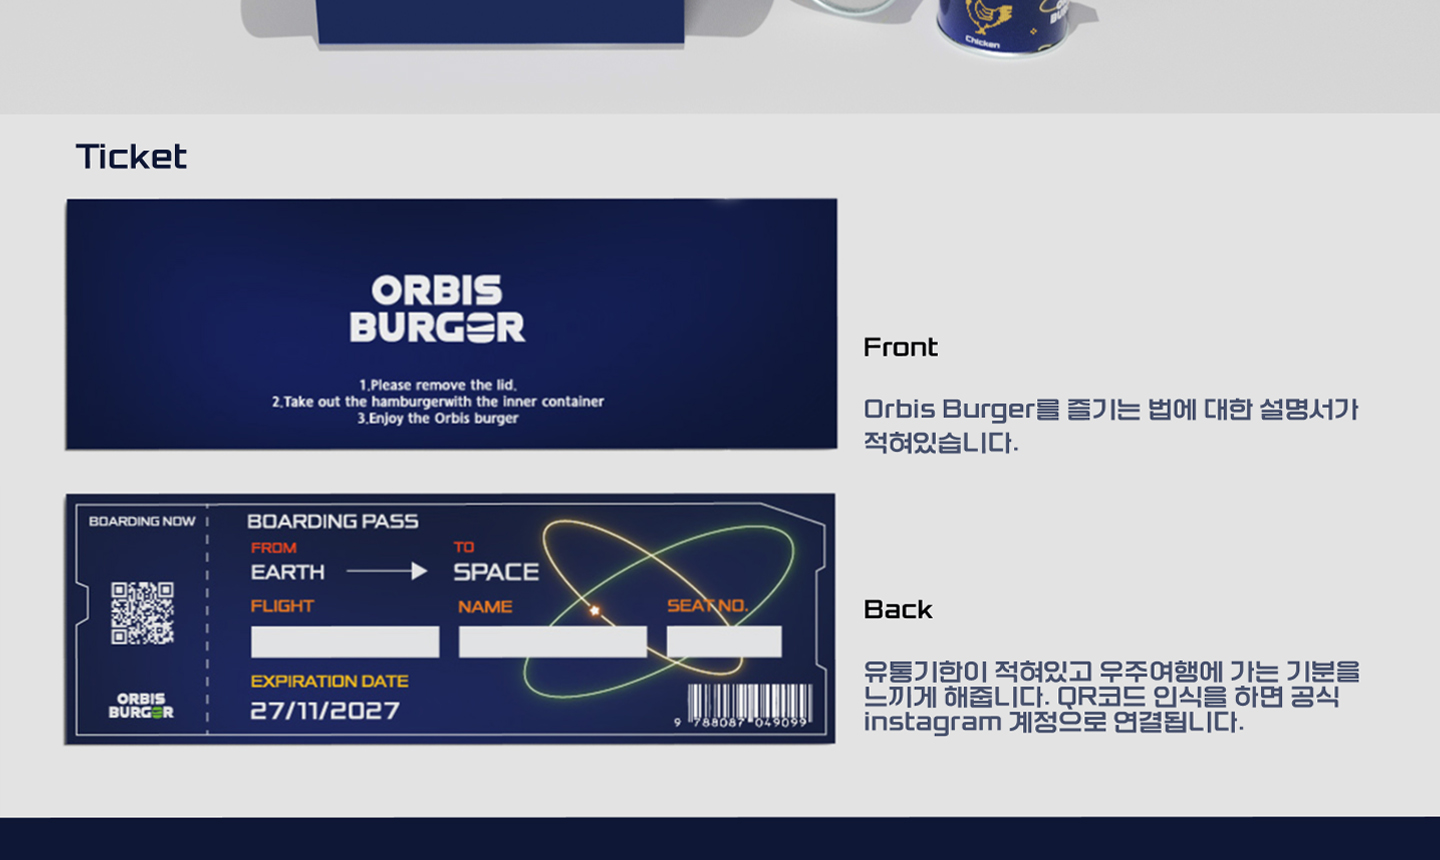 Chicken
Ticket
ORBIS
BURGER
1.Please remove the lid.
2.Take out the hamburgerwith the inner container
3.Enjoy the Orbis burger
Front
Orbis Burger를 즐기는 법에 대한 설명서가
적혀있습니다.
BOARDING NOW
BOARDING PASS
FROM
TO
EARTH
SPACE
FLIGHT
NAME
SEAT NO.
EXPIRATION DATE
27/11/2027
ORBIS
BURGER
9 788087 049099
Back
유통기한이 적혀있고 우주여행에 가는 기분을
느끼게 해줍니다. QR코드 인식을 하면 공식
instagram 계정으로 연결됩니다.